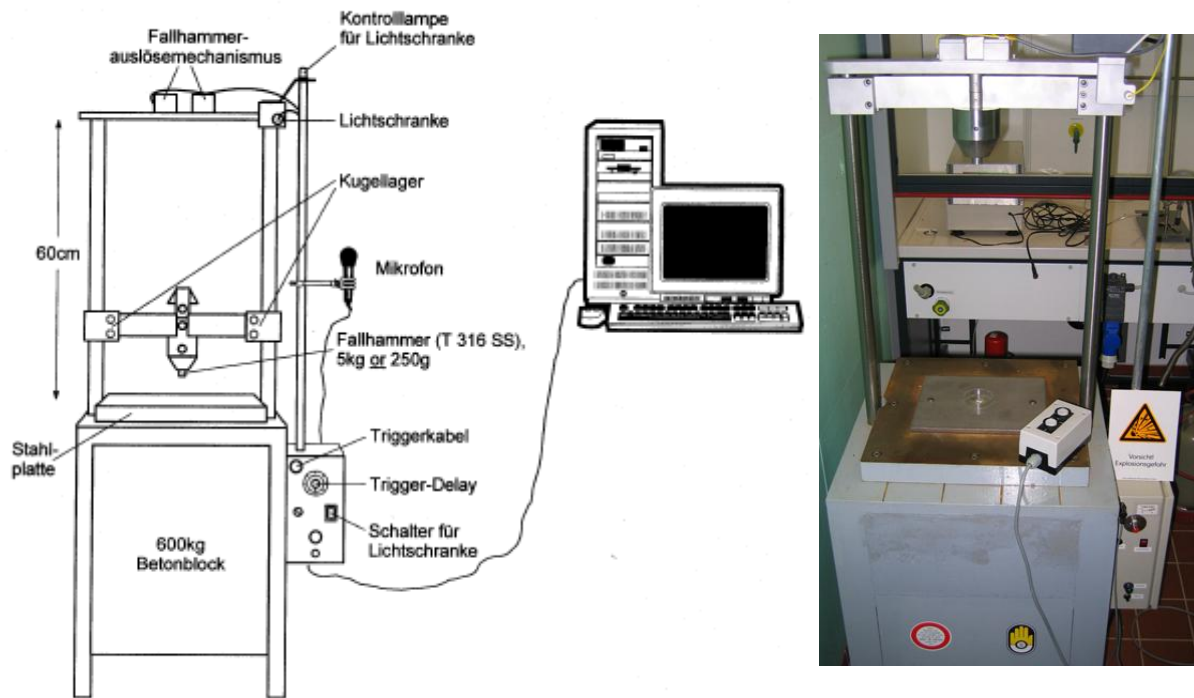 Kontrolllampe
für Lichtschranke
Fallhammer-
auslösemechanismus
Lichtschranke
Kugellager
60cm
Mikrofon
Fallhammer (T 316 SS),
5kg or 250g
Stahl-
platte
Triggerkabel
Trigger-Delay
Schalter für
Lichtschranke
600kg
Betonblock
Vorsicht!
Explosionsgefahr